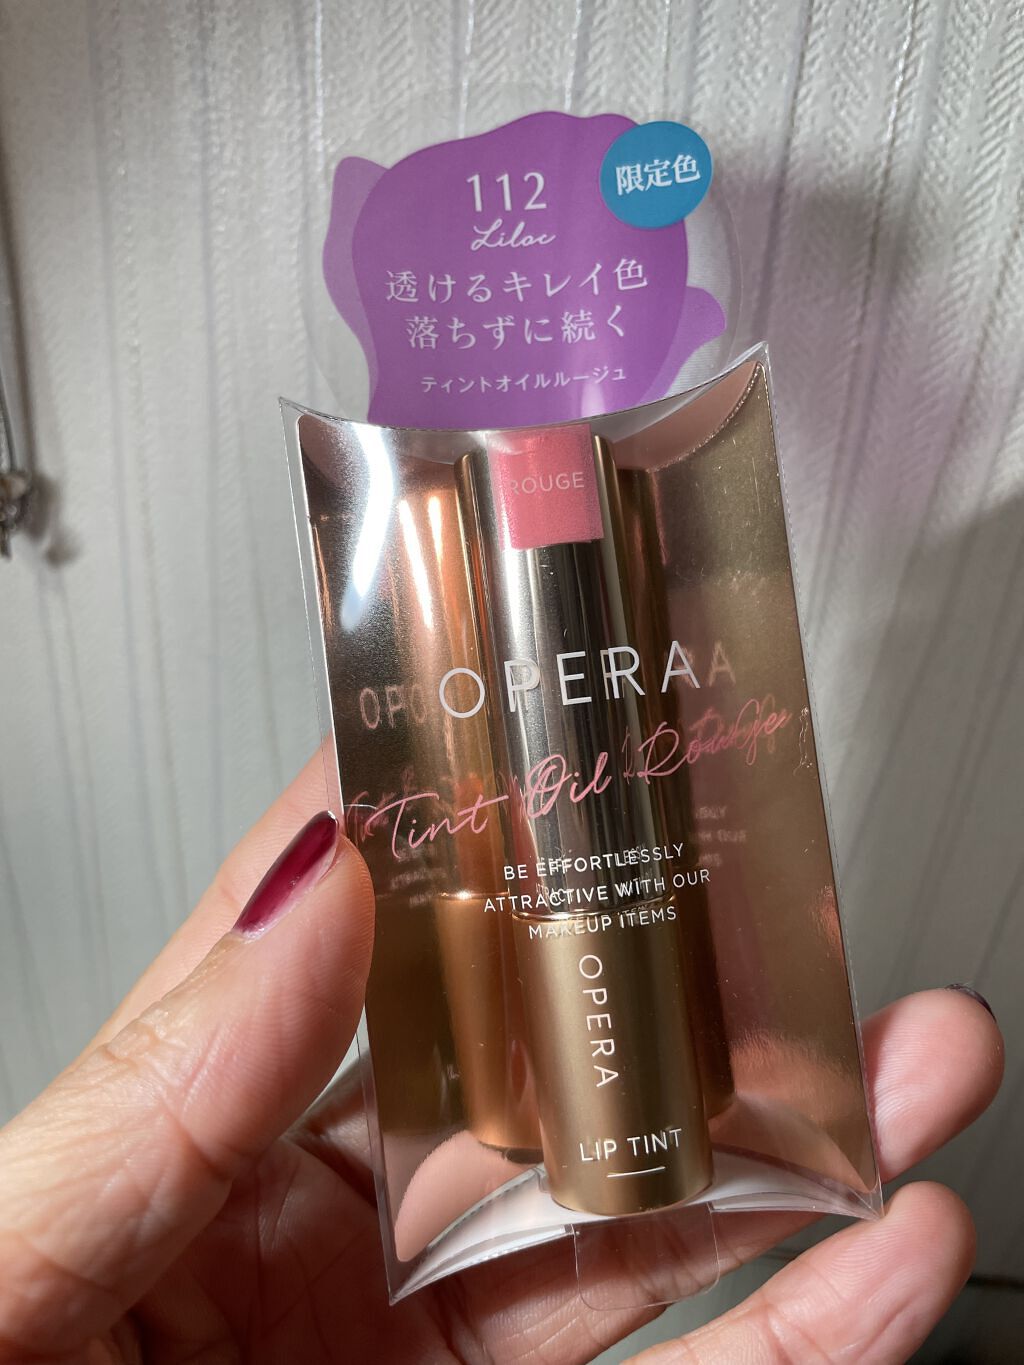 112
Lilac
限定色
透けるキレイ色
落ちずに続く
ティントオイルルージュ
ROUGE
OPERA
Tint Oil Rouge
BE EFFORTLESSLY
ATTRACTIVE WITH OUR
MAKEUP ITEMS
OPERA
LIP TINT